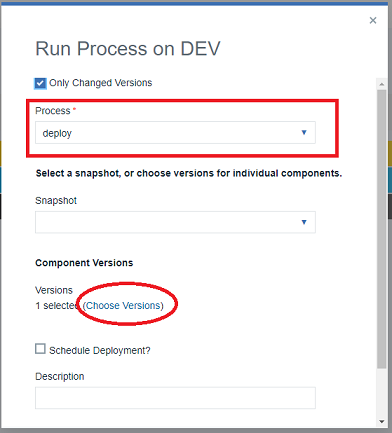 ×
Run Process on DEV
Only Changed Versions
Process *
deploy
Select a snapshot, or choose versions for individual components.
Snapshot
Component Versions
Versions
1 selected (Choose Versions)
Schedule Deployment?
Description